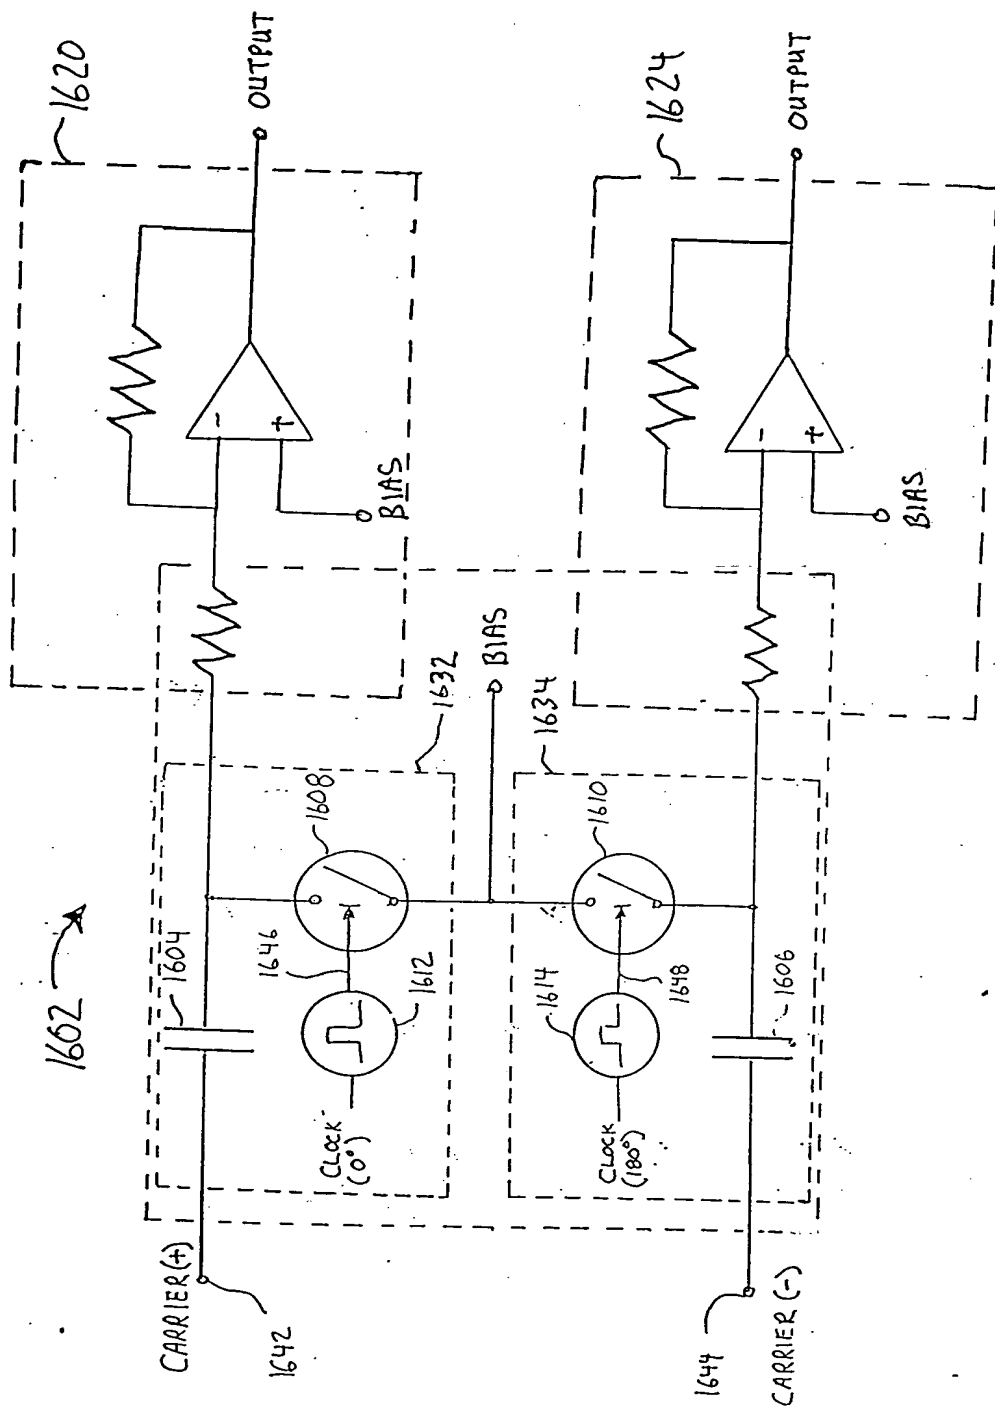 1602
CARRIER (+)
1642
1604
1646
1608
1612
CLOCK
(0°)
1632
1620
OUTPUT
-
+
BIAS
BIAS
1634
1614
1610
1648
CLOCK
(180°)
1606
1644
CARRIER (-)
1624
OUTPUT
-
+
BIAS